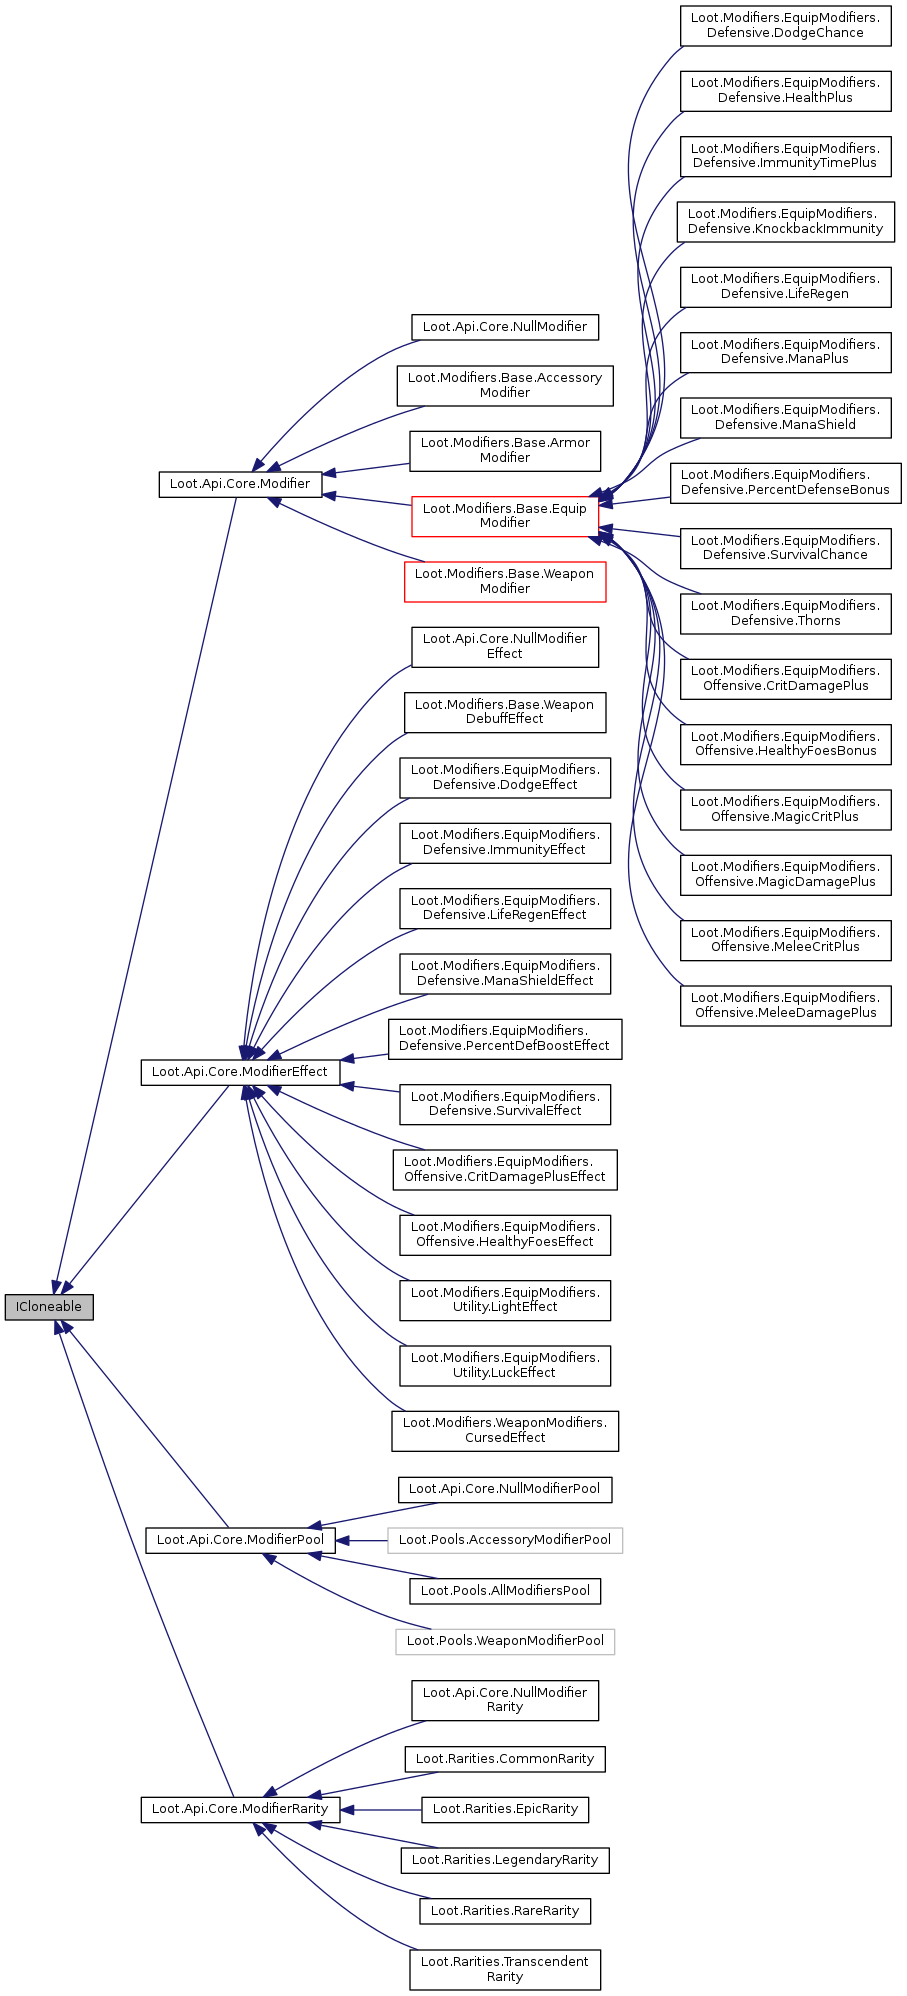 Loot.Modifiers.EquipModifiers.
Defensive.DodgeChance
Loot.Modifiers.EquipModifiers.
Defensive.HealthPlus
Loot.Modifiers.EquipModifiers.
Defensive.ImmunityTimePlus
Loot.Modifiers.EquipModifiers.
Defensive.KnockbackImmunity
Loot.Modifiers.EquipModifiers.
Defensive.LifeRegen
Loot.Modifiers.EquipModifiers.
Defensive.ManaPlus
Loot.Modifiers.EquipModifiers.
Defensive.ManaShield
Loot.Modifiers.EquipModifiers.
Defensive.PercentDefenseBonus
Loot.Modifiers.EquipModifiers.
Defensive.SurvivalChance
Loot.Modifiers.EquipModifiers.
Defensive.Thorns
Loot.Modifiers.EquipModifiers.
Offensive.CritDamagePlus
Loot.Modifiers.EquipModifiers.
Offensive.HealthyFoesBonus
Loot.Modifiers.EquipModifiers.
Offensive.MagicCritPlus
Loot.Modifiers.EquipModifiers.
Offensive.MagicDamagePlus
Loot.Modifiers.EquipModifiers.
Offensive.MeleeCritPlus
Loot.Modifiers.EquipModifiers.
Offensive.MeleeDamagePlus
Loot.Api.Core.NullModifier
Loot.Modifiers.Base.Accessory
Modifier
Loot.Modifiers.Base.Armor
Modifier
Loot.Modifiers.Base.Equip
Modifier
Loot.Modifiers.Base.Weapon
Modifier
Loot.Api.Core.Modifier
Loot.Api.Core.NullModifier
Effect
Loot.Modifiers.Base.Weapon
DebuffEffect
Loot.Modifiers.EquipModifiers.
Defensive.DodgeEffect
Loot.Modifiers.EquipModifiers.
Defensive.ImmunityEffect
Loot.Modifiers.EquipModifiers.
Defensive.LifeRegenEffect
Loot.Modifiers.EquipModifiers.
Defensive.ManaShieldEffect
Loot.Modifiers.EquipModifiers.
Defensive.PercentDefBoostEffect
Loot.Modifiers.EquipModifiers.
Defensive.SurvivalEffect
Loot.Modifiers.EquipModifiers.
Offensive.CritDamagePlusEffect
Loot.Modifiers.EquipModifiers.
Offensive.HealthyFoesEffect
Loot.Modifiers.EquipModifiers.
Utility.LightEffect
Loot.Modifiers.EquipModifiers.
Utility.LuckEffect
Loot.Modifiers.WeaponModifiers.
CursedEffect
Loot.Api.Core.ModifierEffect
ICloneable
Loot.Api.Core.NullModifierPool
Loot.Pools.AccessoryModifierPool
Loot.Pools.AllModifiersPool
Loot.Pools.WeaponModifierPool
Loot.Api.Core.ModifierPool
Loot.Api.Core.NullModifier
Rarity
Loot.Rarities.CommonRarity
Loot.Rarities.EpicRarity
Loot.Rarities.LegendaryRarity
Loot.Rarities.RareRarity
Loot.Rarities.Transcendent
Rarity
Loot.Api.Core.ModifierRarity